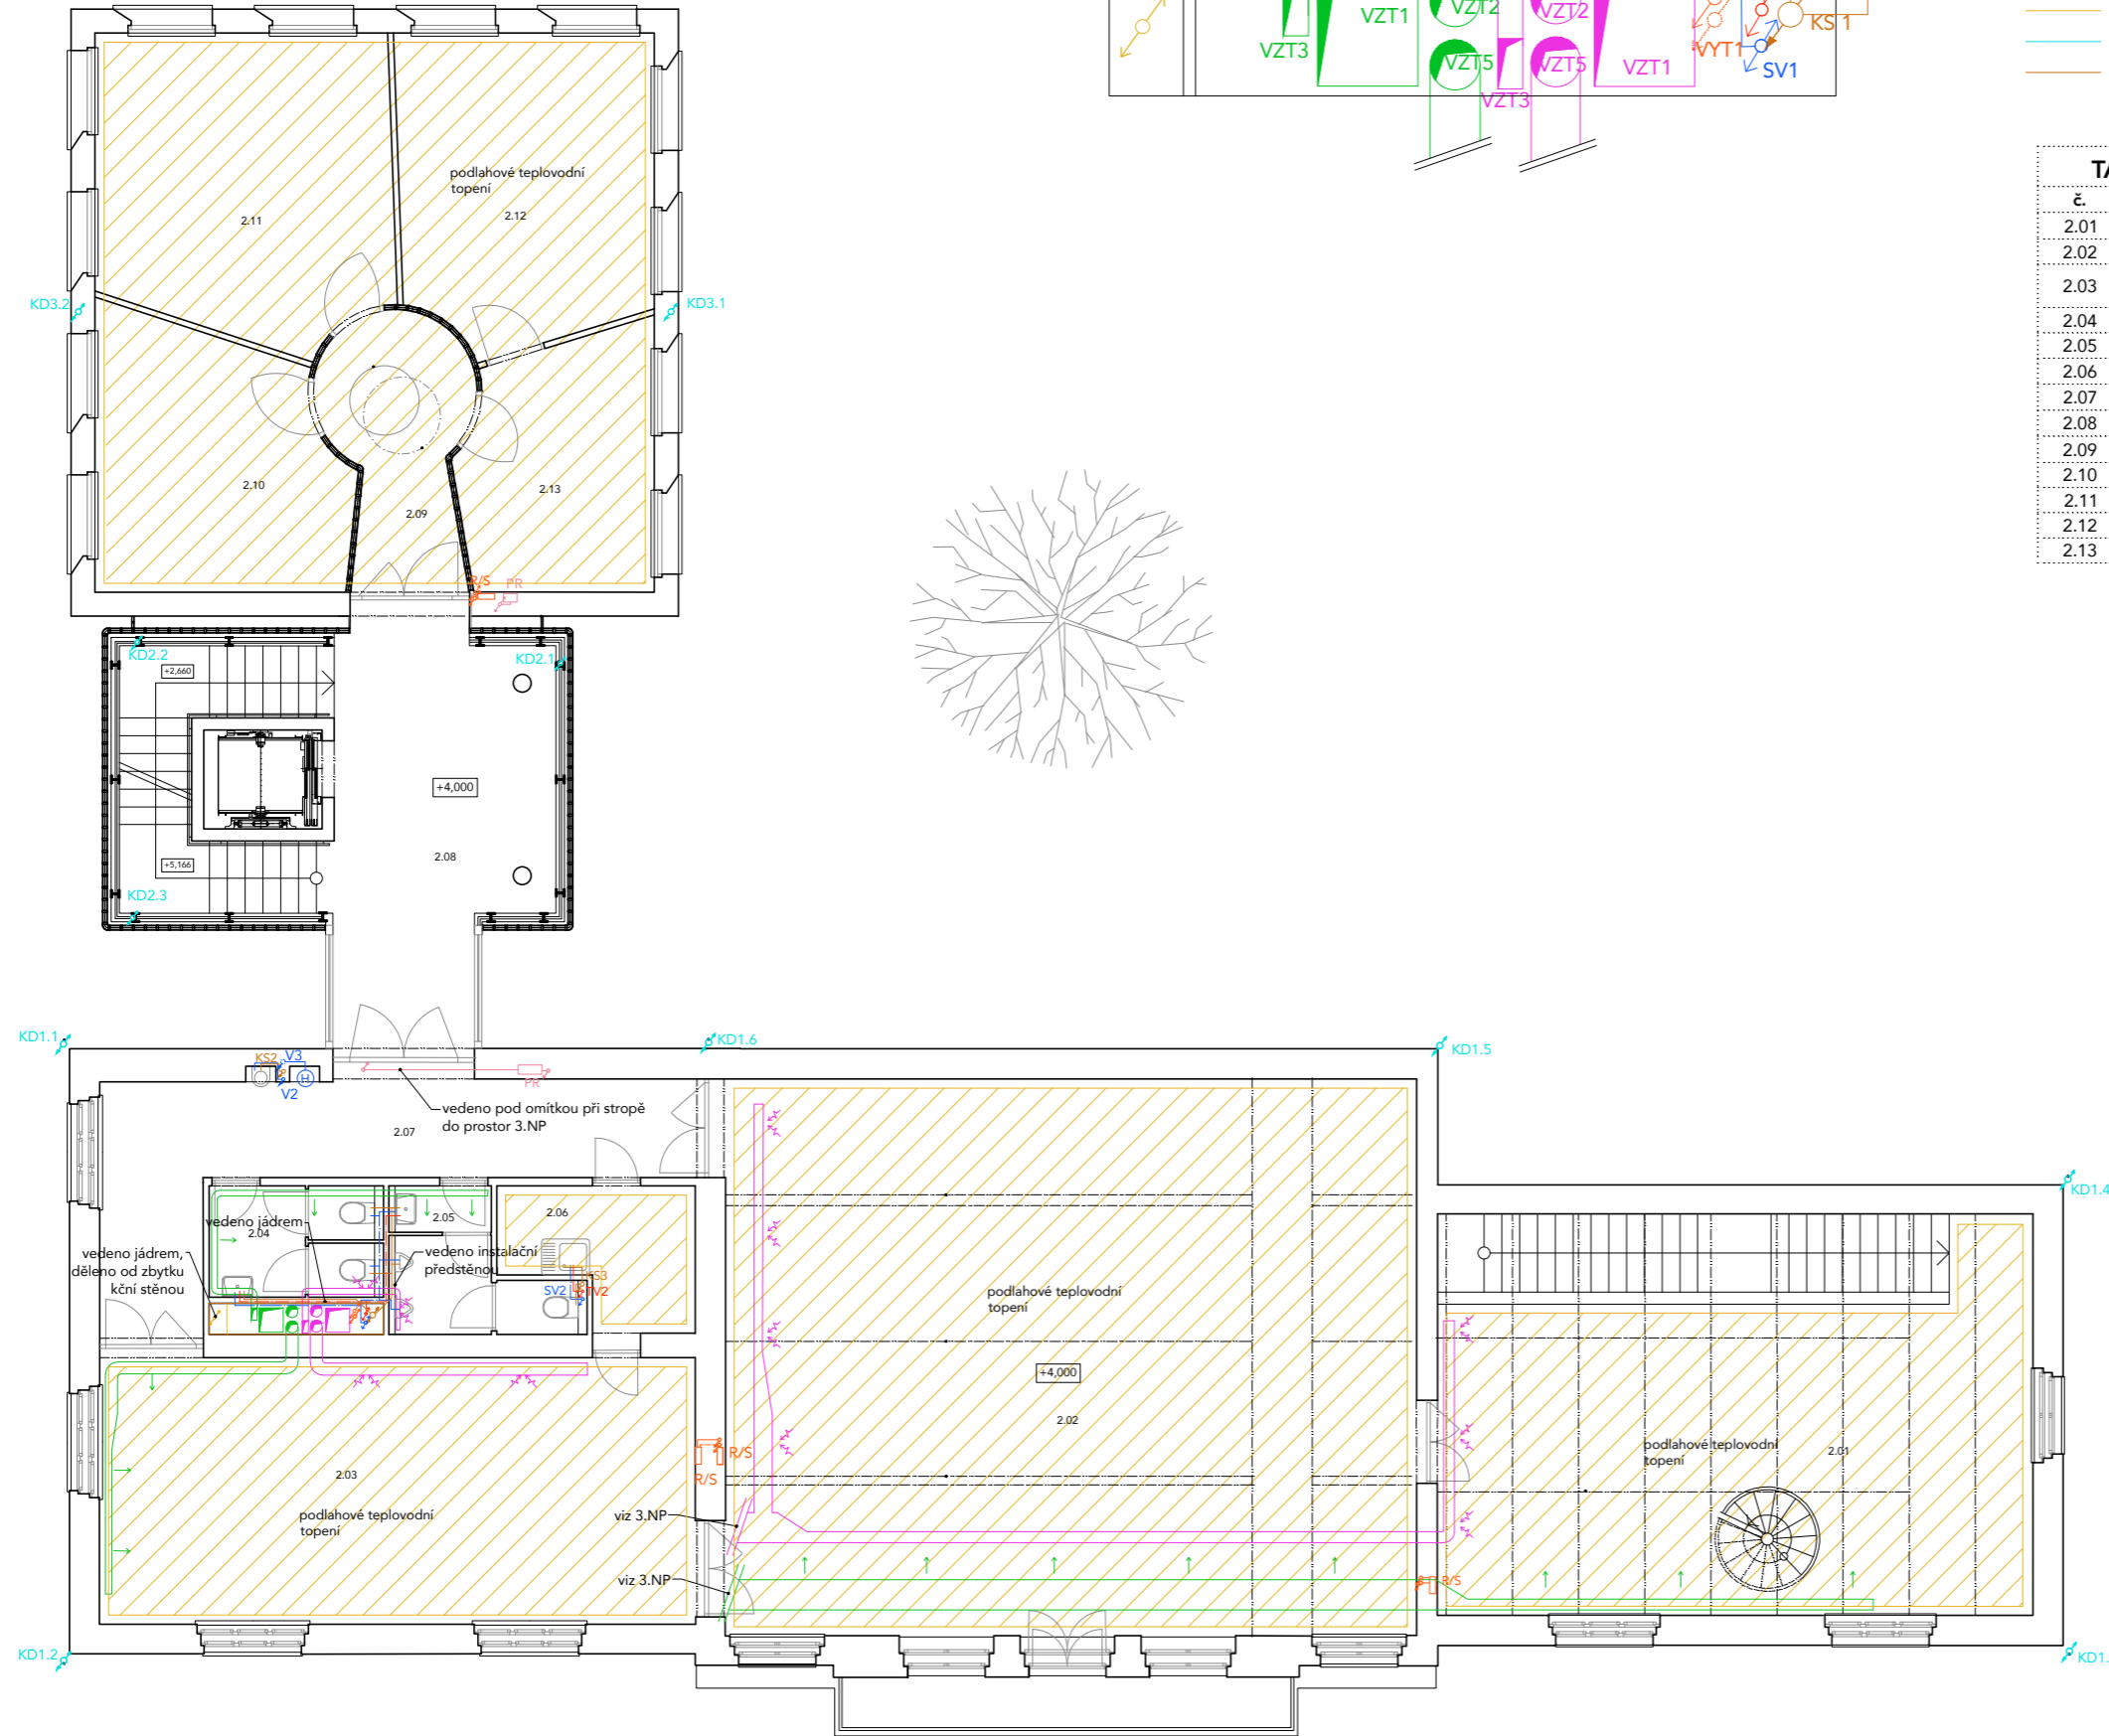 VZT1
VZT2
VZT2
KS 1
VZT3
VZT5
VZT5
VZT1
VYT1
SV1
VZT3
č.
2.01
2.02
2.03
2.04
2.05
2.06
2.07
2.08
2.09
2.10
2.11
2.12
2.13
podlahové teplovodní
topení
2.11
2.12
KD3.2
KD3.1
2.10
2.13
2.09
R/S
PR
KD2.2
KD2.1
+2,660
+4,000
2.08
+5,166
KD2.3
KD1.1
KD1.6
KD1.5
KS2
V3
H
V2
PR
vedeno pod omítkou při stropě
do prostor 3.NP
2.07
KD1.4
2.06
2.05
vedeno jádrem
2.04
vedeno jádrem,
děleno od zbytku
kční stěnou
vedeno instalační
předstěnou
KS3
SV2
TV2
podlahové teplovodní
topení
+4,000
2.02
R/S
R/S
podlahové teplovodní
topení
2.01
2.03
podlahové teplovodní
topení
viz 3.NP
viz 3.NP
R/S
KD1.2
KD1.